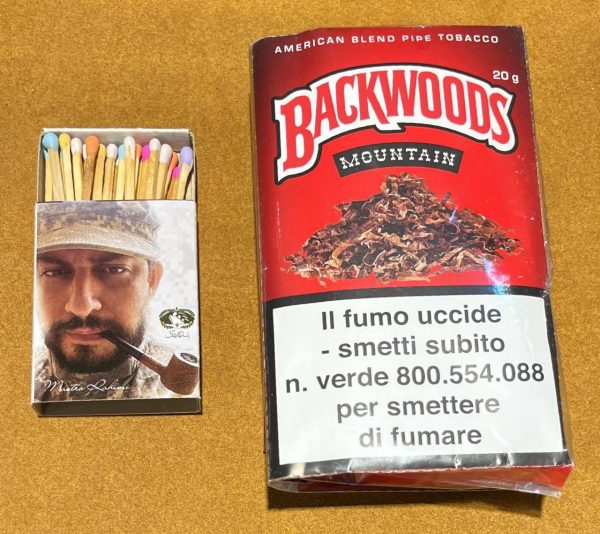 AMERICAN BLEND PIPE TOBACCO
20 g
BACKWOODS
MOUNTAIN
Il fumo uccide
- smetti subito
n. verde 800.554.088
per smettere
di fumare